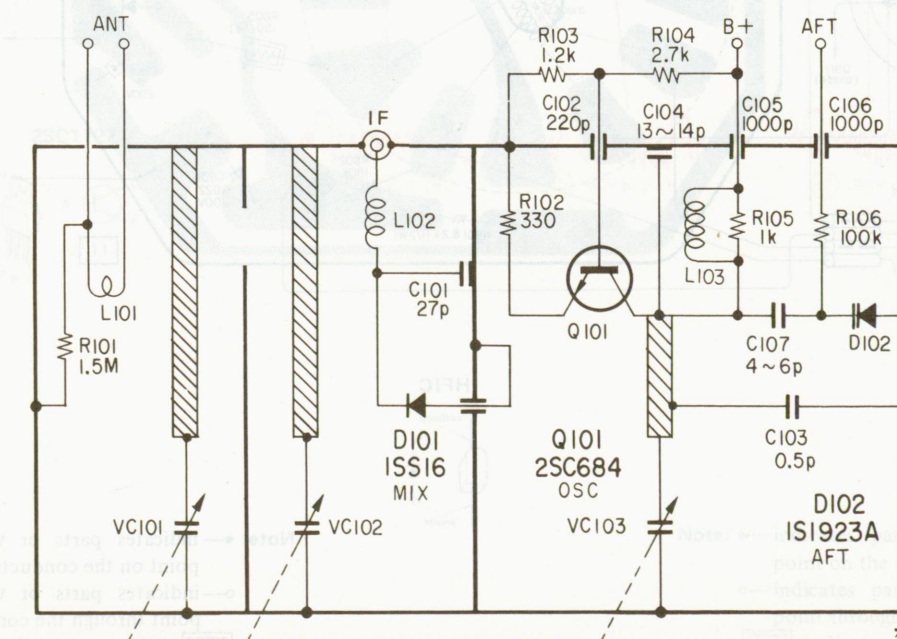 ANT
IF
R103
1.2k
R104
2.7k
B+
AFT
C102
220p
C104
13~14p
C105
1000p
C106
1000p
L102
R102
330
R105
1k
R106
100k
L103
C101
27p
L101
Q101
R101
1.5M
C107
4~6p
D102
D101
1SS16
MIX
Q101
2SC684
OSC
C103
0.5p
VC101
VC102
VC103
D102
1S1923A
AFT